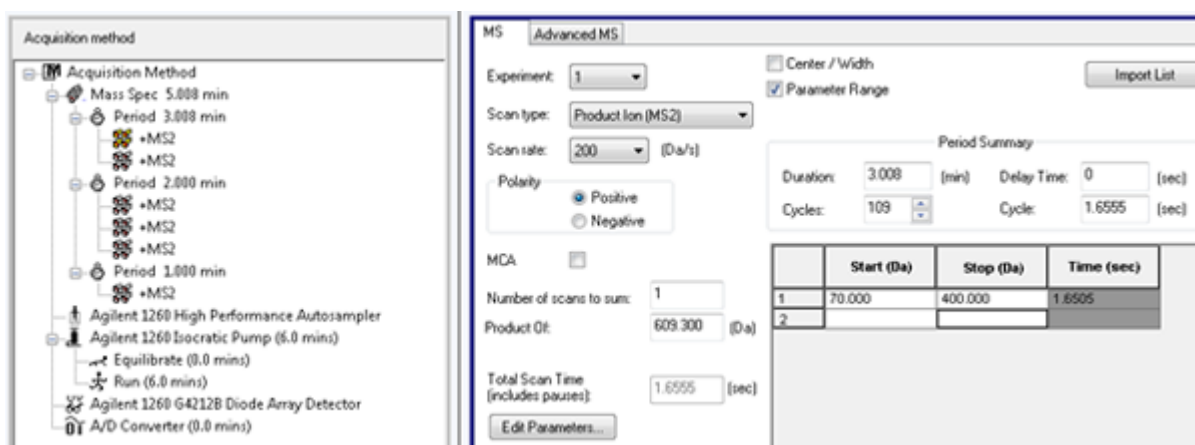 Acquisition method
Acquisition Method
Mass Spec 5.008 min
Period 3.008 min
+MS2
+MS2
Period 2.000 min
+MS2
+MS2
+MS2
Period 1.000 min
+MS2
Agilent 1260 High Performance Autosampler
Agilent 1260 Isocratic Pump (6.0 mins)
Equilibrate (0.0 mins)
Run (6.0 mins)
Agilent 1260 G4212B Diode Array Detector
A/D Converter (0.0 mins)
MS Advanced MS
Experiment: 1
Center / Width
Import List
Parameter Range
Scan type: Product Ion (MS2)
Scan rate: 200 (Da/s)
Period Summary
Polarity
Positive
Negative
Duration: 3.008 (min) Delay Time: 0 (sec)
Cycles: 109 Cycle: 1.6555 (sec)
MCA
Number of scans to sum: 1
Product Of: 609.300 (Da)
Total Scan Time
(includes pauses): 1.6555 (sec)
Edit Parameters...
Start (Da) Stop (Da) Time (sec)
1 70.000 400.000 1.6505
2